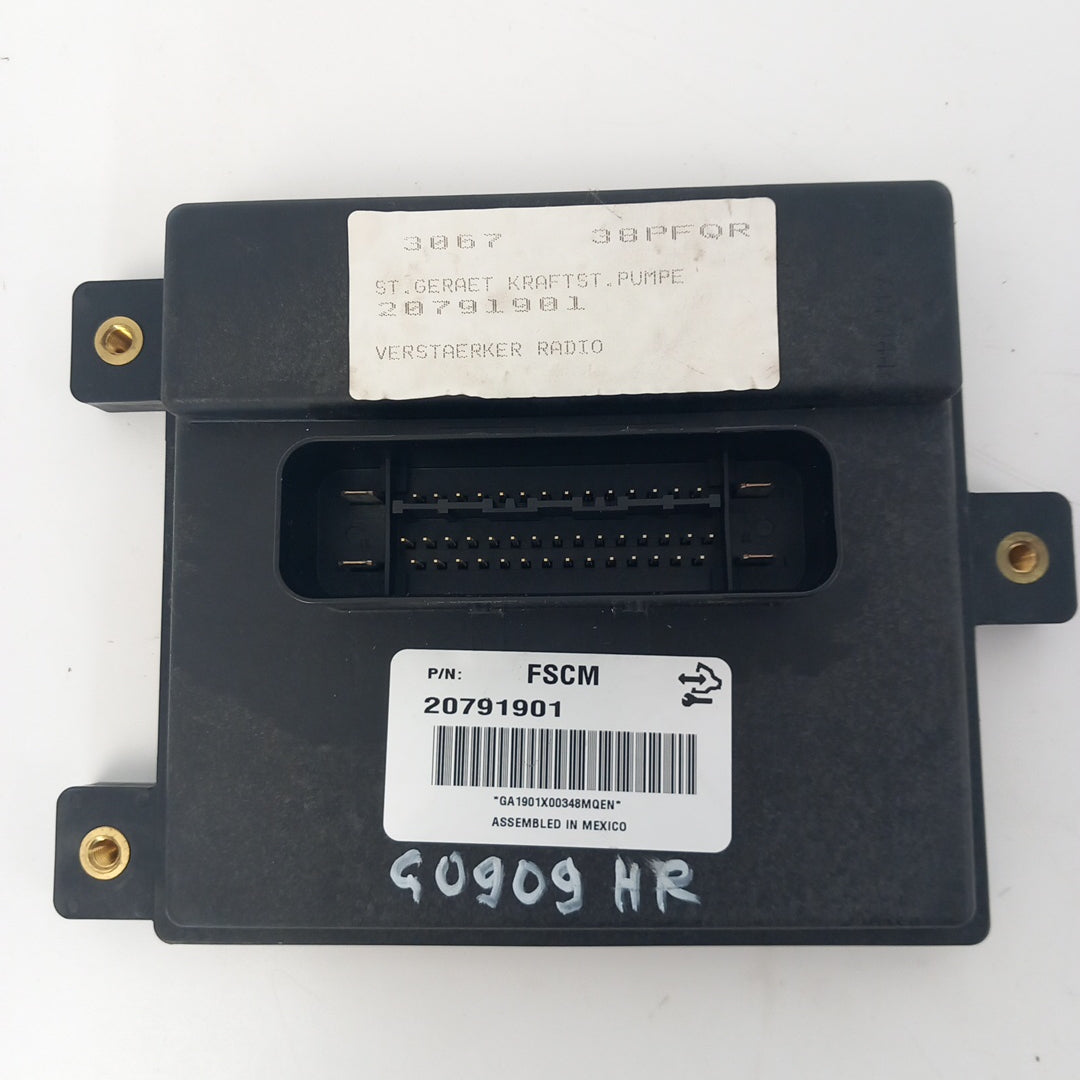 3067 38PFQR
ST.GERAET KRAFTST.PUMPE
20791901
VERSTAERKER RADIO
P/N: FSCM
20791901
"GA1901X00348MQEN"
ASSEMBLED IN MEXICO
G0909 HR